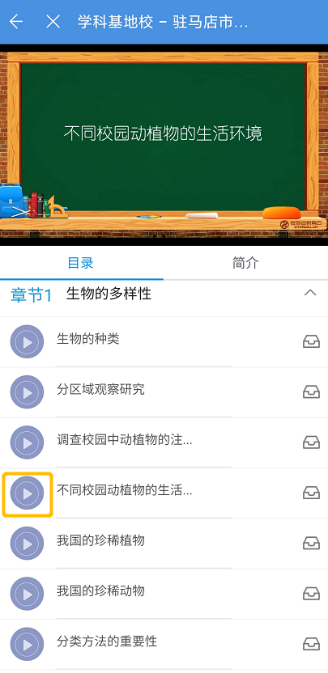 学科基地校 - 驻马店市...
不同校园动植物的生活环境
目录
简介
章节1 生物的多样性
生物的种类
分区域观察研究
调查校园中动植物的注...
不同校园动植物的生活...
我国的珍稀植物
我国的珍稀动物
分类方法的重要性